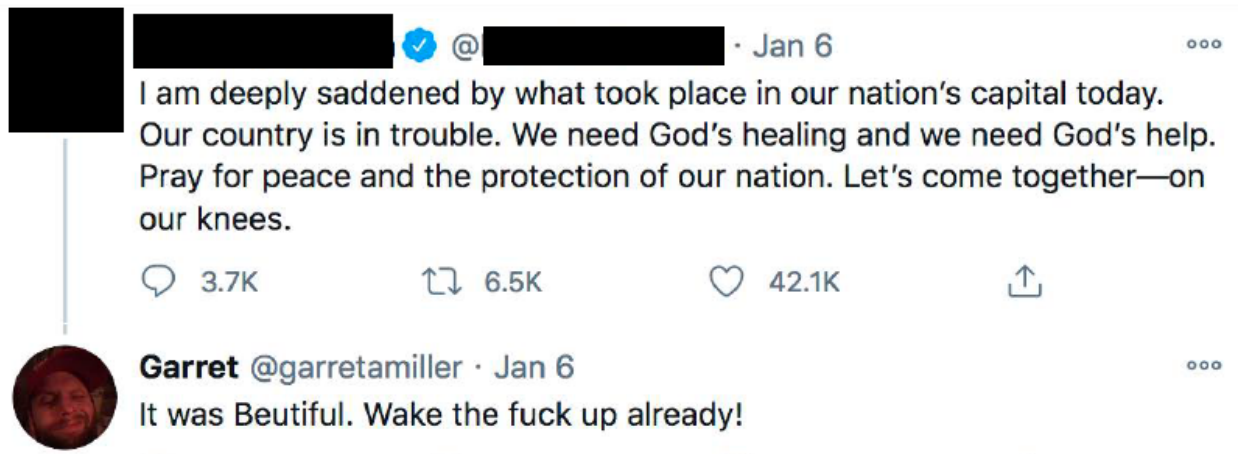 @ · Jan 6
I am deeply saddened by what took place in our nation's capital today.
Our country is in trouble. We need God's healing and we need God's help.
Pray for peace and the protection of our nation. Let's come together—on
our knees.
3.7K 6.5K 42.1K
Garret @garretamiller · Jan 6
It was Beutiful. Wake the fuck up already!